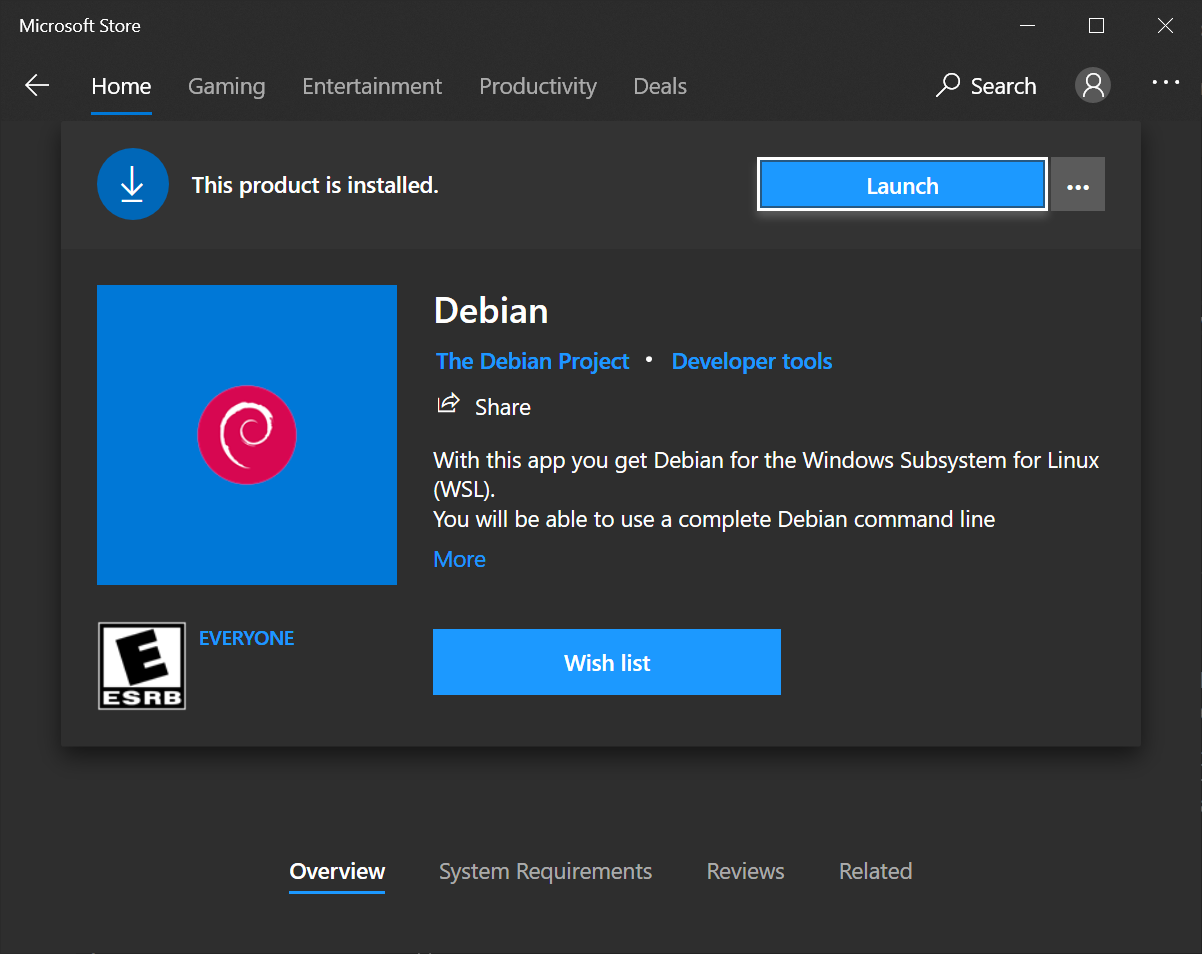 Microsoft Store
Home Gaming Entertainment Productivity Deals Search
This product is installed.
Launch
Debian
The Debian Project • Developer tools
Share
With this app you get Debian for the Windows Subsystem for Linux
(WSL).
You will be able to use a complete Debian command line
More
E
ESRB
EVERYONE
Wish list
Overview System Requirements Reviews Related